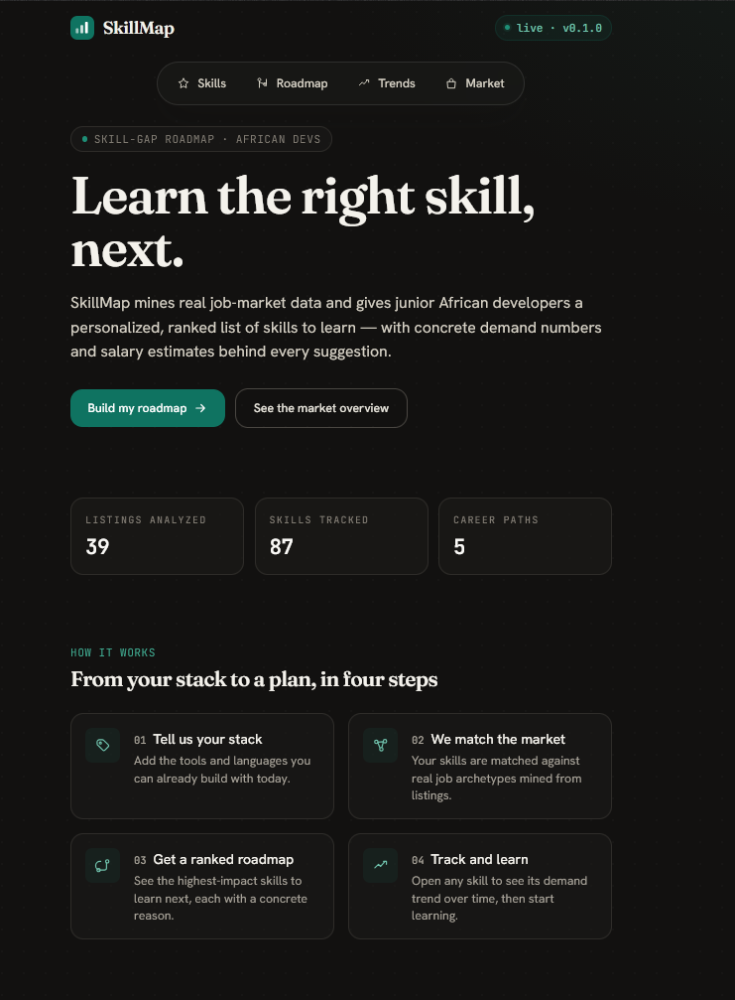 SkillMap
live · v0.1.0
Skills
Roadmap
Trends
Market
SKILL-GAP ROADMAP · AFRICAN DEVS
Learn the right skill,
next.
SkillMap mines real job-market data and gives junior African developers a
personalized, ranked list of skills to learn — with concrete demand numbers
and salary estimates behind every suggestion.
Build my roadmap →
See the market overview
LISTINGS ANALYZED
39
SKILLS TRACKED
87
CAREER PATHS
5
HOW IT WORKS
From your stack to a plan, in four steps
01 Tell us your stack
Add the tools and languages you
can already build with today.
02 We match the market
Your skills are matched against
real job archetypes mined from
listings.
03 Get a ranked roadmap
See the highest-impact skills to
learn next, each with a concrete
reason.
04 Track and learn
Open any skill to see its demand
trend over time, then start
learning.